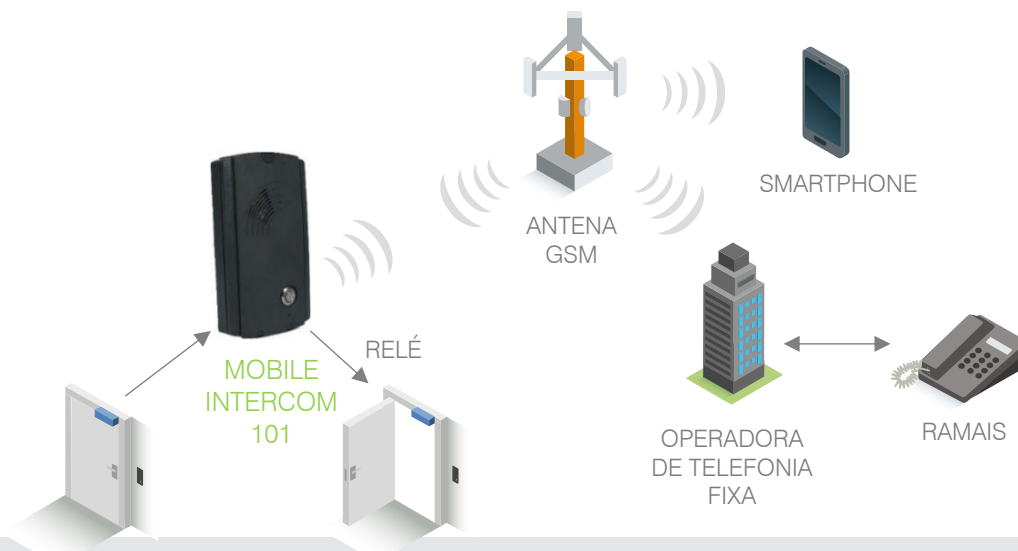 SMARTPHONE
ANTENA
GSM
RELÉ
MOBILE
INTERCOM
101
OPERADORA
DE TELEFONIA
FIXA
RAMAIS